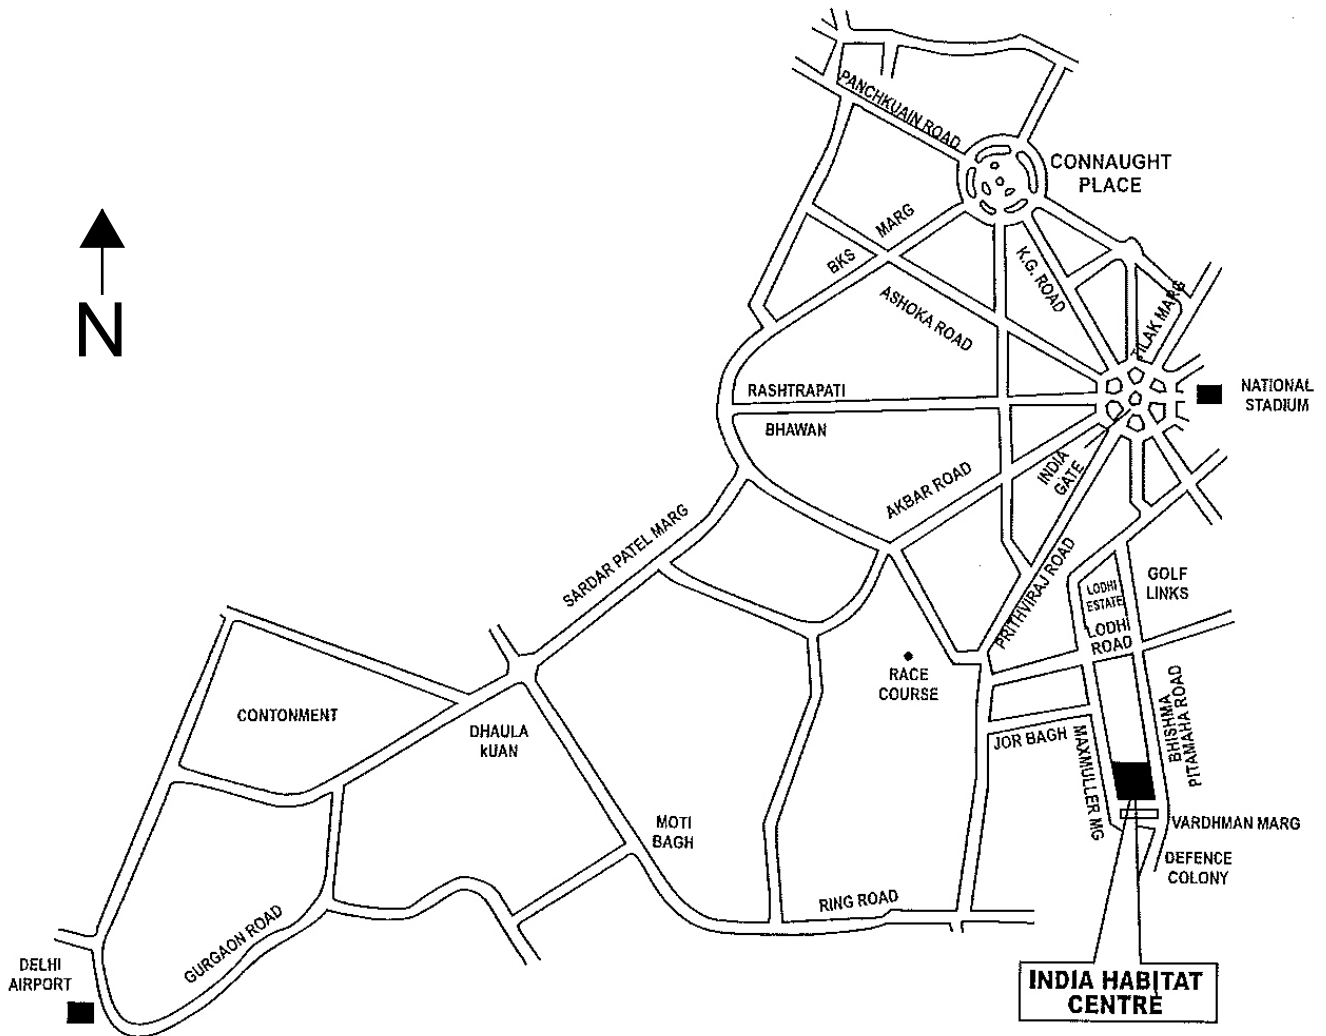 PANCHKUAIN ROAD
CONNAUGHT
PLACE
BKS MARG
K.G. ROAD
ASHOKA ROAD
TILAK MARG
N
RASHTRAPATI
BHAWAN
NATIONAL
STADIUM
INDIA
GATE
AKBAR ROAD
SARDAR PATEL MARG
PRITHVIRAJ ROAD
LODHI
ESTATE
GOLF
LINKS
LODHI
ROAD
RACE
COURSE
CONTONMENT
DHAULA
kUAN
JOR BAGH
MAXMULLER MG
BHISHMA
PITAMAHA ROAD
MOTI
BAGH
VARDHMAN MARG
DEFENCE
COLONY
RING ROAD
GURGAON ROAD
DELHI
AIRPORT
INDIA HABITAT
CENTRE